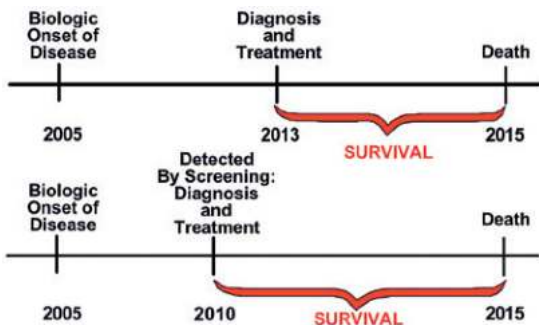 Biologic
Onset of
Disease
Diagnosis
and
Treatment
Death
2005
2013
2015
SURVIVAL
Biologic
Onset of
Disease
Detected
By Screening:
Diagnosis
and
Treatment
Death
2005
2010
2015
SURVIVAL